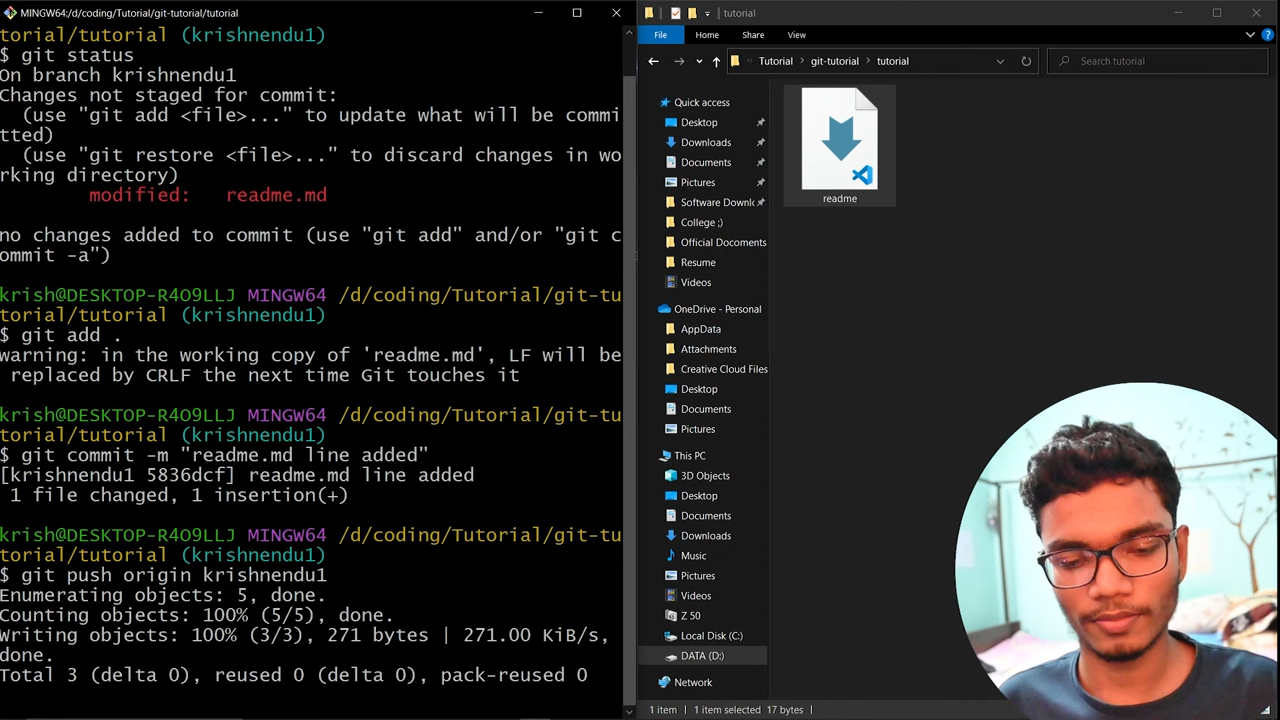 MINGW64:/d/coding/Tutorial/git-tutorial/tutorial
torial/tutorial (krishnendu1)
$ git status
On branch krishnendu1
Changes not staged for commit:
  (use "git add <file>..." to update what will be commi
tted)
  (use "git restore <file>..." to discard changes in wo
rking directory)
        modified:   readme.md
no changes added to commit (use "git add" and/or "git c
ommit -a")
krish@DESKTOP-R4O9LLJ MINGW64 /d/coding/Tutorial/git-tu
torial/tutorial (krishnendu1)
$ git add .
warning: in the working copy of 'readme.md', LF will be
 replaced by CRLF the next time Git touches it
krish@DESKTOP-R4O9LLJ MINGW64 /d/coding/Tutorial/git-tu
torial/tutorial (krishnendu1)
$ git commit -m "readme.md line added"
[krishnendu1 5836dcf] readme.md line added
 1 file changed, 1 insertion(+)
krish@DESKTOP-R4O9LLJ MINGW64 /d/coding/Tutorial/git-tu
torial/tutorial (krishnendu1)
$ git push origin krishnendu1
Enumerating objects: 5, done.
Counting objects: 100% (5/5), done.
Writing objects: 100% (3/3), 271 bytes | 271.00 KiB/s,
done.
Total 3 (delta 0), reused 0 (delta 0), pack-reused 0
tutorial
File Home Share View
Tutorial > git-tutorial > tutorial
Search tutorial
Quick access
Desktop
Downloads
Documents
Pictures
Software Downl
College ;)
Official Documents
Resume
Videos
OneDrive - Personal
AppData
Attachments
Creative Cloud Files
Desktop
Documents
Pictures
This PC
3D Objects
Desktop
Documents
Downloads
Music
Pictures
Videos
Z 50
Local Disk (C:)
DATA (D:)
Network
readme
1 item 1 item selected 17 bytes